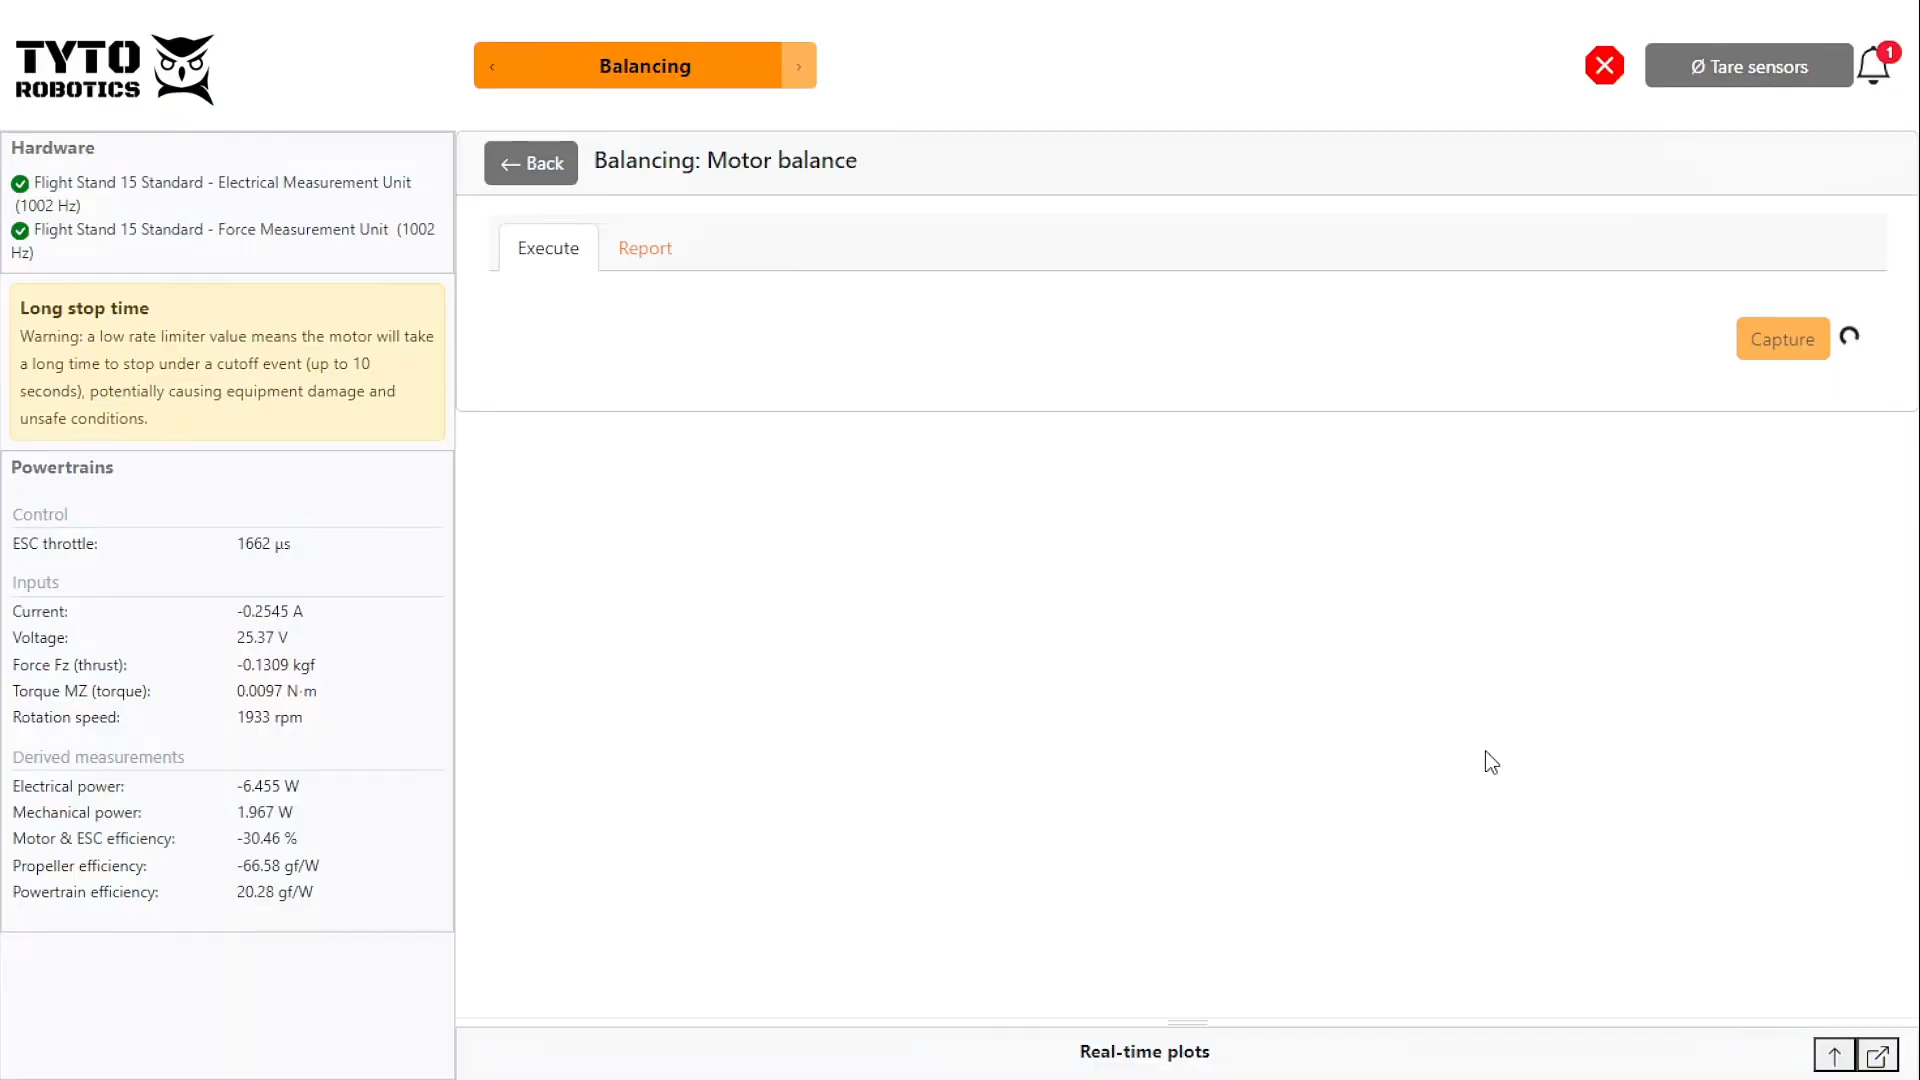 TYTO
ROBOTICS
‹ Balancing ›
Ø Tare sensors
1
Hardware
Flight Stand 15 Standard - Electrical Measurement Unit
(1002 Hz)
Flight Stand 15 Standard - Force Measurement Unit (1002
Hz)
Long stop time
Warning: a low rate limiter value means the motor will take
a long time to stop under a cutoff event (up to 10
seconds), potentially causing equipment damage and
unsafe conditions.
Powertrains
Control
ESC throttle: 1662 µs
Inputs
Current: -0.2545 A
Voltage: 25.37 V
Force Fz (thrust): -0.1309 kgf
Torque MZ (torque): 0.0097 N·m
Rotation speed: 1933 rpm
Derived measurements
Electrical power: -6.455 W
Mechanical power: 1.967 W
Motor & ESC efficiency: -30.46 %
Propeller efficiency: -66.58 gf/W
Powertrain efficiency: 20.28 gf/W
← Back
Balancing: Motor balance
Execute
Report
Capture
Real-time plots